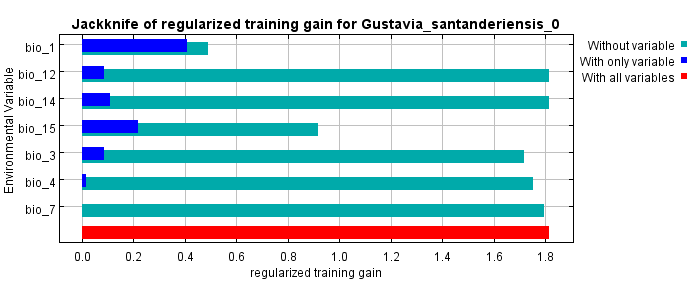 Jackknife of regularized training gain for Gustavia_santanderiensis_0
Without variable
With only variable
With all variables
Environmental Variable
bio_1
bio_12
bio_14
bio_15
bio_3
bio_4
bio_7
0.0 0.2 0.4 0.6 0.8 1.0 1.2 1.4 1.6 1.8
regularized training gain